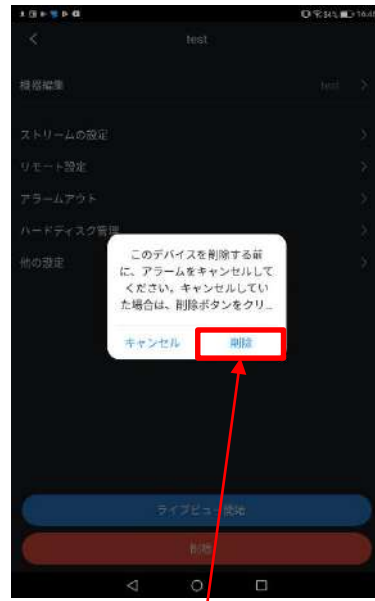 16:46
test
機器編集 test
ストリームの設定
リモート設定
アラームアウト
ハードディスク管理
他の設定
このデバイスを削除する前
に、アラームをキャンセルして
ください。キャンセルしてい
た場合は、削除ボタンをクリ...
キャンセル 削除
ライブビュー開始
削除